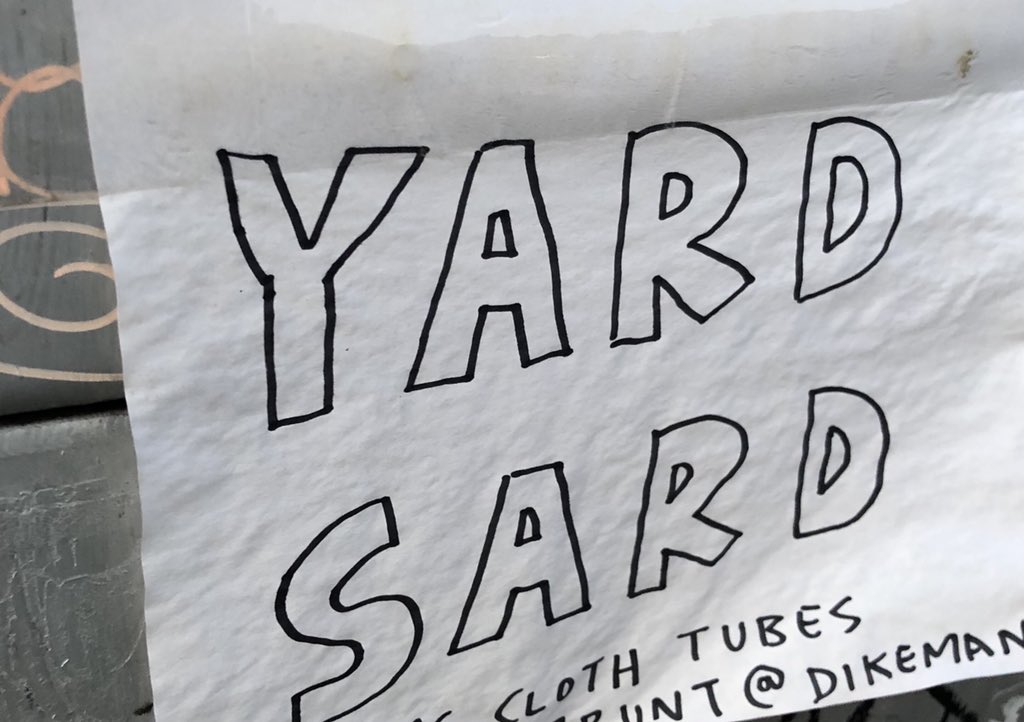 YARD
SARD
CLOTH TUBES
@ DIKEMAN